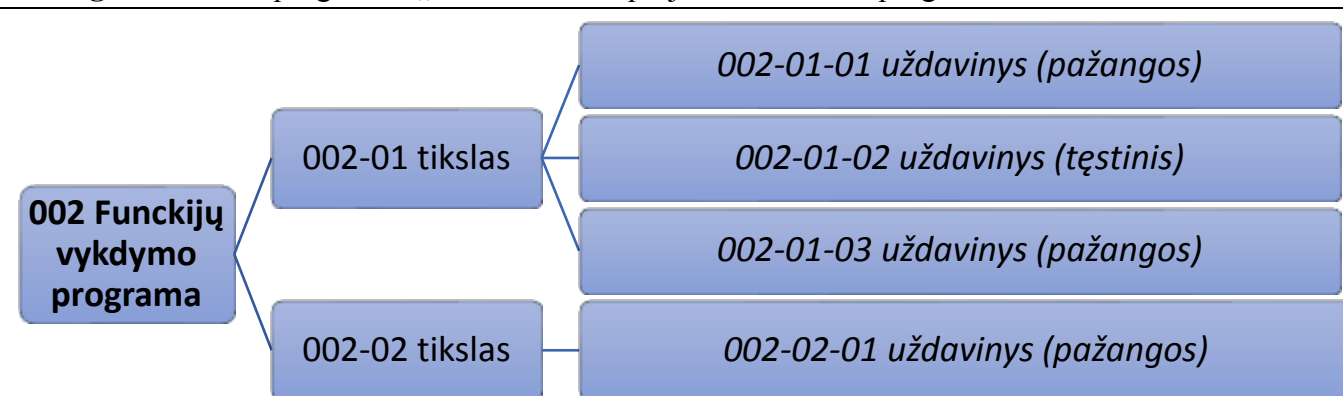 002 Funckijų
vykdymo
programa
002-01 tikslas
002-01-01 uždavinys (pažangos)
002-01-02 uždavinys (tęstinis)
002-01-03 uždavinys (pažangos)
002-02 tikslas
002-02-01 uždavinys (pažangos)